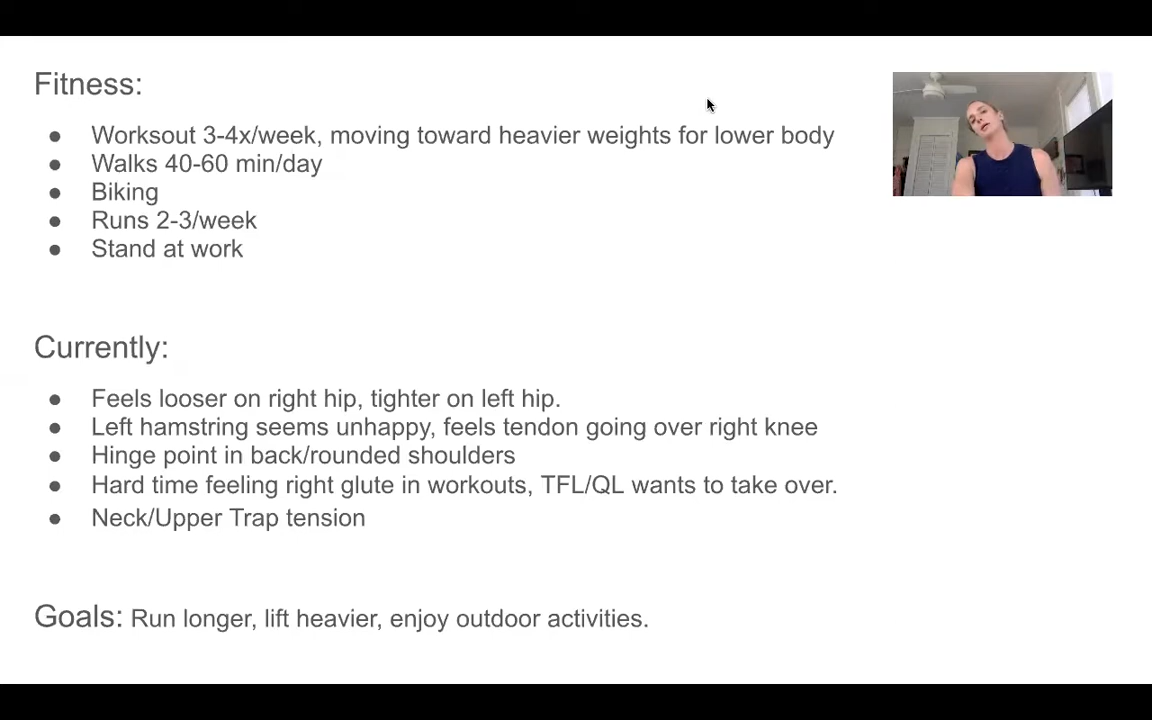 Fitness:
● Worksout 3-4x/week, moving toward heavier weights for lower body
● Walks 40-60 min/day
● Biking
● Runs 2-3/week
● Stand at work
Currently:
● Feels looser on right hip, tighter on left hip.
● Left hamstring seems unhappy, feels tendon going over right knee
● Hinge point in back/rounded shoulders
● Hard time feeling right glute in workouts, TFL/QL wants to take over.
● Neck/Upper Trap tension
Goals: Run longer, lift heavier, enjoy outdoor activities.